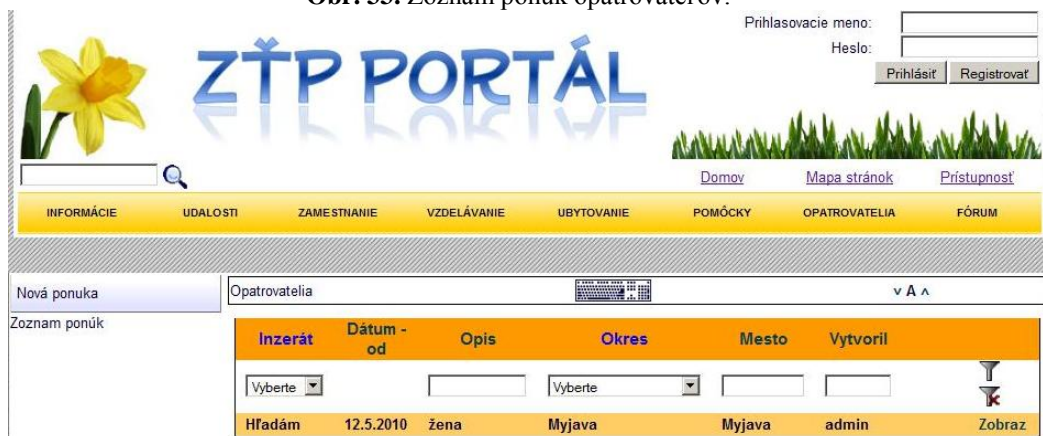 Obr. 33. Zoznam ponúk opatrovateľov.
Prihlasovacie meno:
Heslo:
Prihlásiť Registrovať
ZŤP PORTÁL
Domov Mapa stránok Prístupnosť
INFORMÁCIE UDALOSTI ZAMESTNANIE VZDELÁVANIE UBYTOVANIE POMÔCKY OPATROVATELIA FÓRUM
Nová ponuka
Zoznam ponúk
Opatrovatelia
v A ʌ
Inzerát Dátum - od Opis Okres Mesto Vytvoril
Vyberte Vyberte
Hľadám 12.5.2010 žena Myjava Myjava admin Zobraz